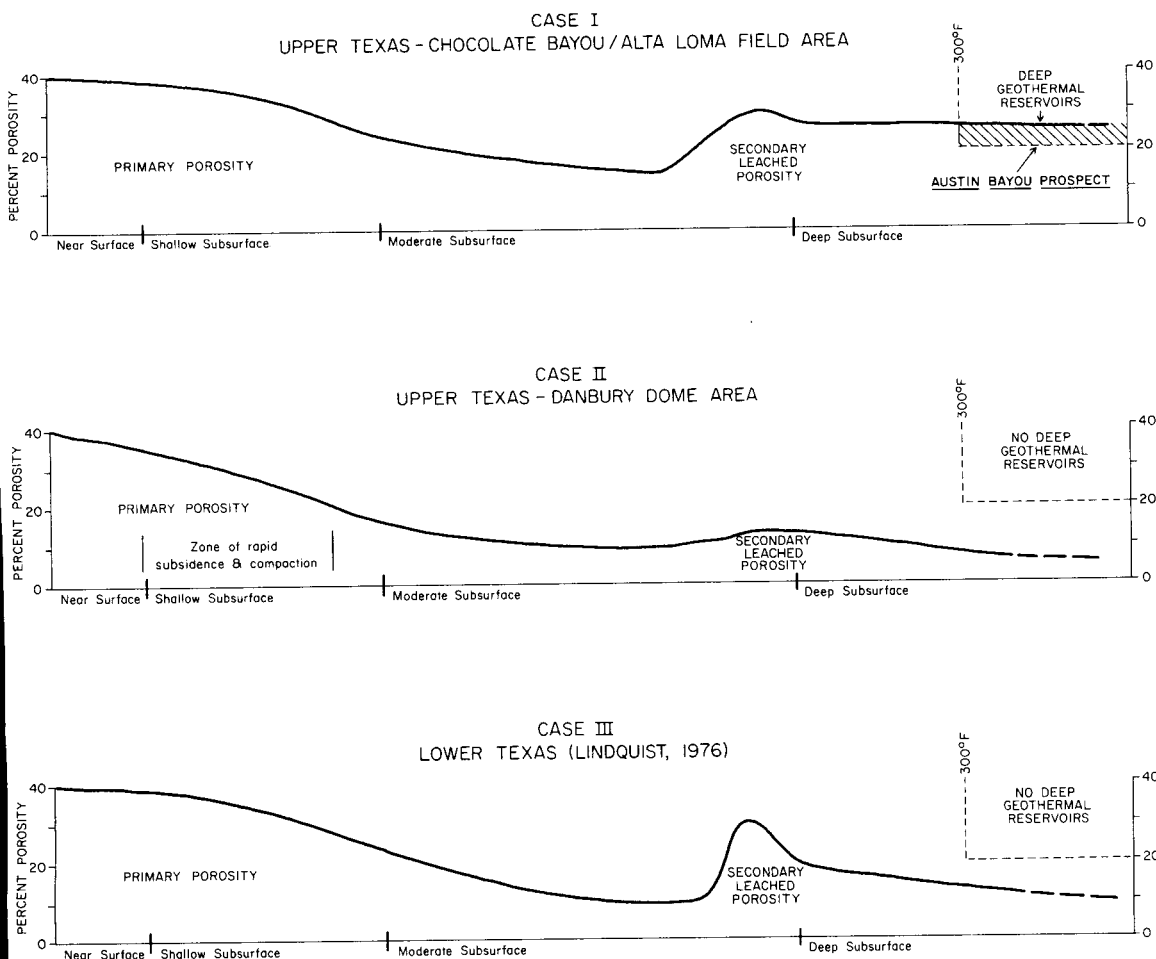 CASE I
UPPER TEXAS - CHOCOLATE BAYOU / ALTA LOMA FIELD AREA
300°F
40
20
0
PERCENT POROSITY
PRIMARY POROSITY
SECONDARY
LEACHED
POROSITY
DEEP
GEOTHERMAL
RESERVOIRS
AUSTIN BAYOU PROSPECT
40
20
0
Near Surface
Shallow Subsurface
Moderate Subsurface
Deep Subsurface
CASE II
UPPER TEXAS - DANBURY DOME AREA
300°F
40
20
0
PERCENT POROSITY
PRIMARY POROSITY
Zone of rapid
subsidence & compaction
SECONDARY
LEACHED
POROSITY
NO DEEP
GEOTHERMAL
RESERVOIRS
40
20
0
Near Surface
Shallow Subsurface
Moderate Subsurface
Deep Subsurface
CASE III
LOWER TEXAS (LINDQUIST, 1976)
300°F
40
20
0
PERCENT POROSITY
PRIMARY POROSITY
SECONDARY
LEACHED
POROSITY
NO DEEP
GEOTHERMAL
RESERVOIRS
40
20
0
Near Surface
Shallow Subsurface
Moderate Subsurface
Deep Subsurface